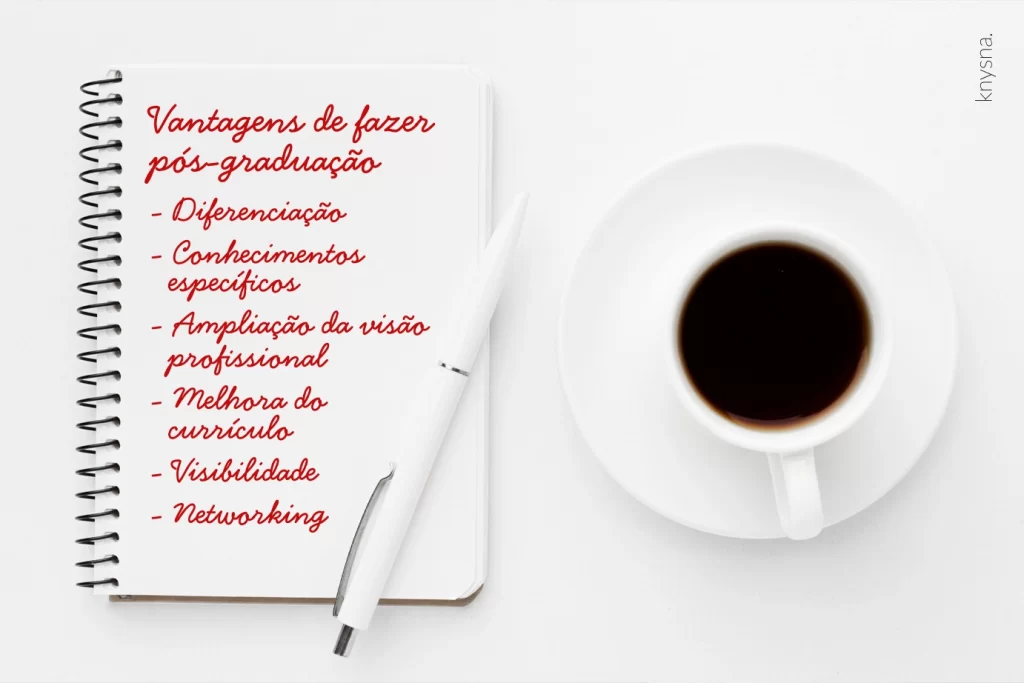 Vantagens de fazer
pós-graduação
- Diferenciação
- Conhecimentos
específicos
- Ampliação da visão
profissional
- Melhora do
currículo
- Visibilidade
- Networking
knysna.